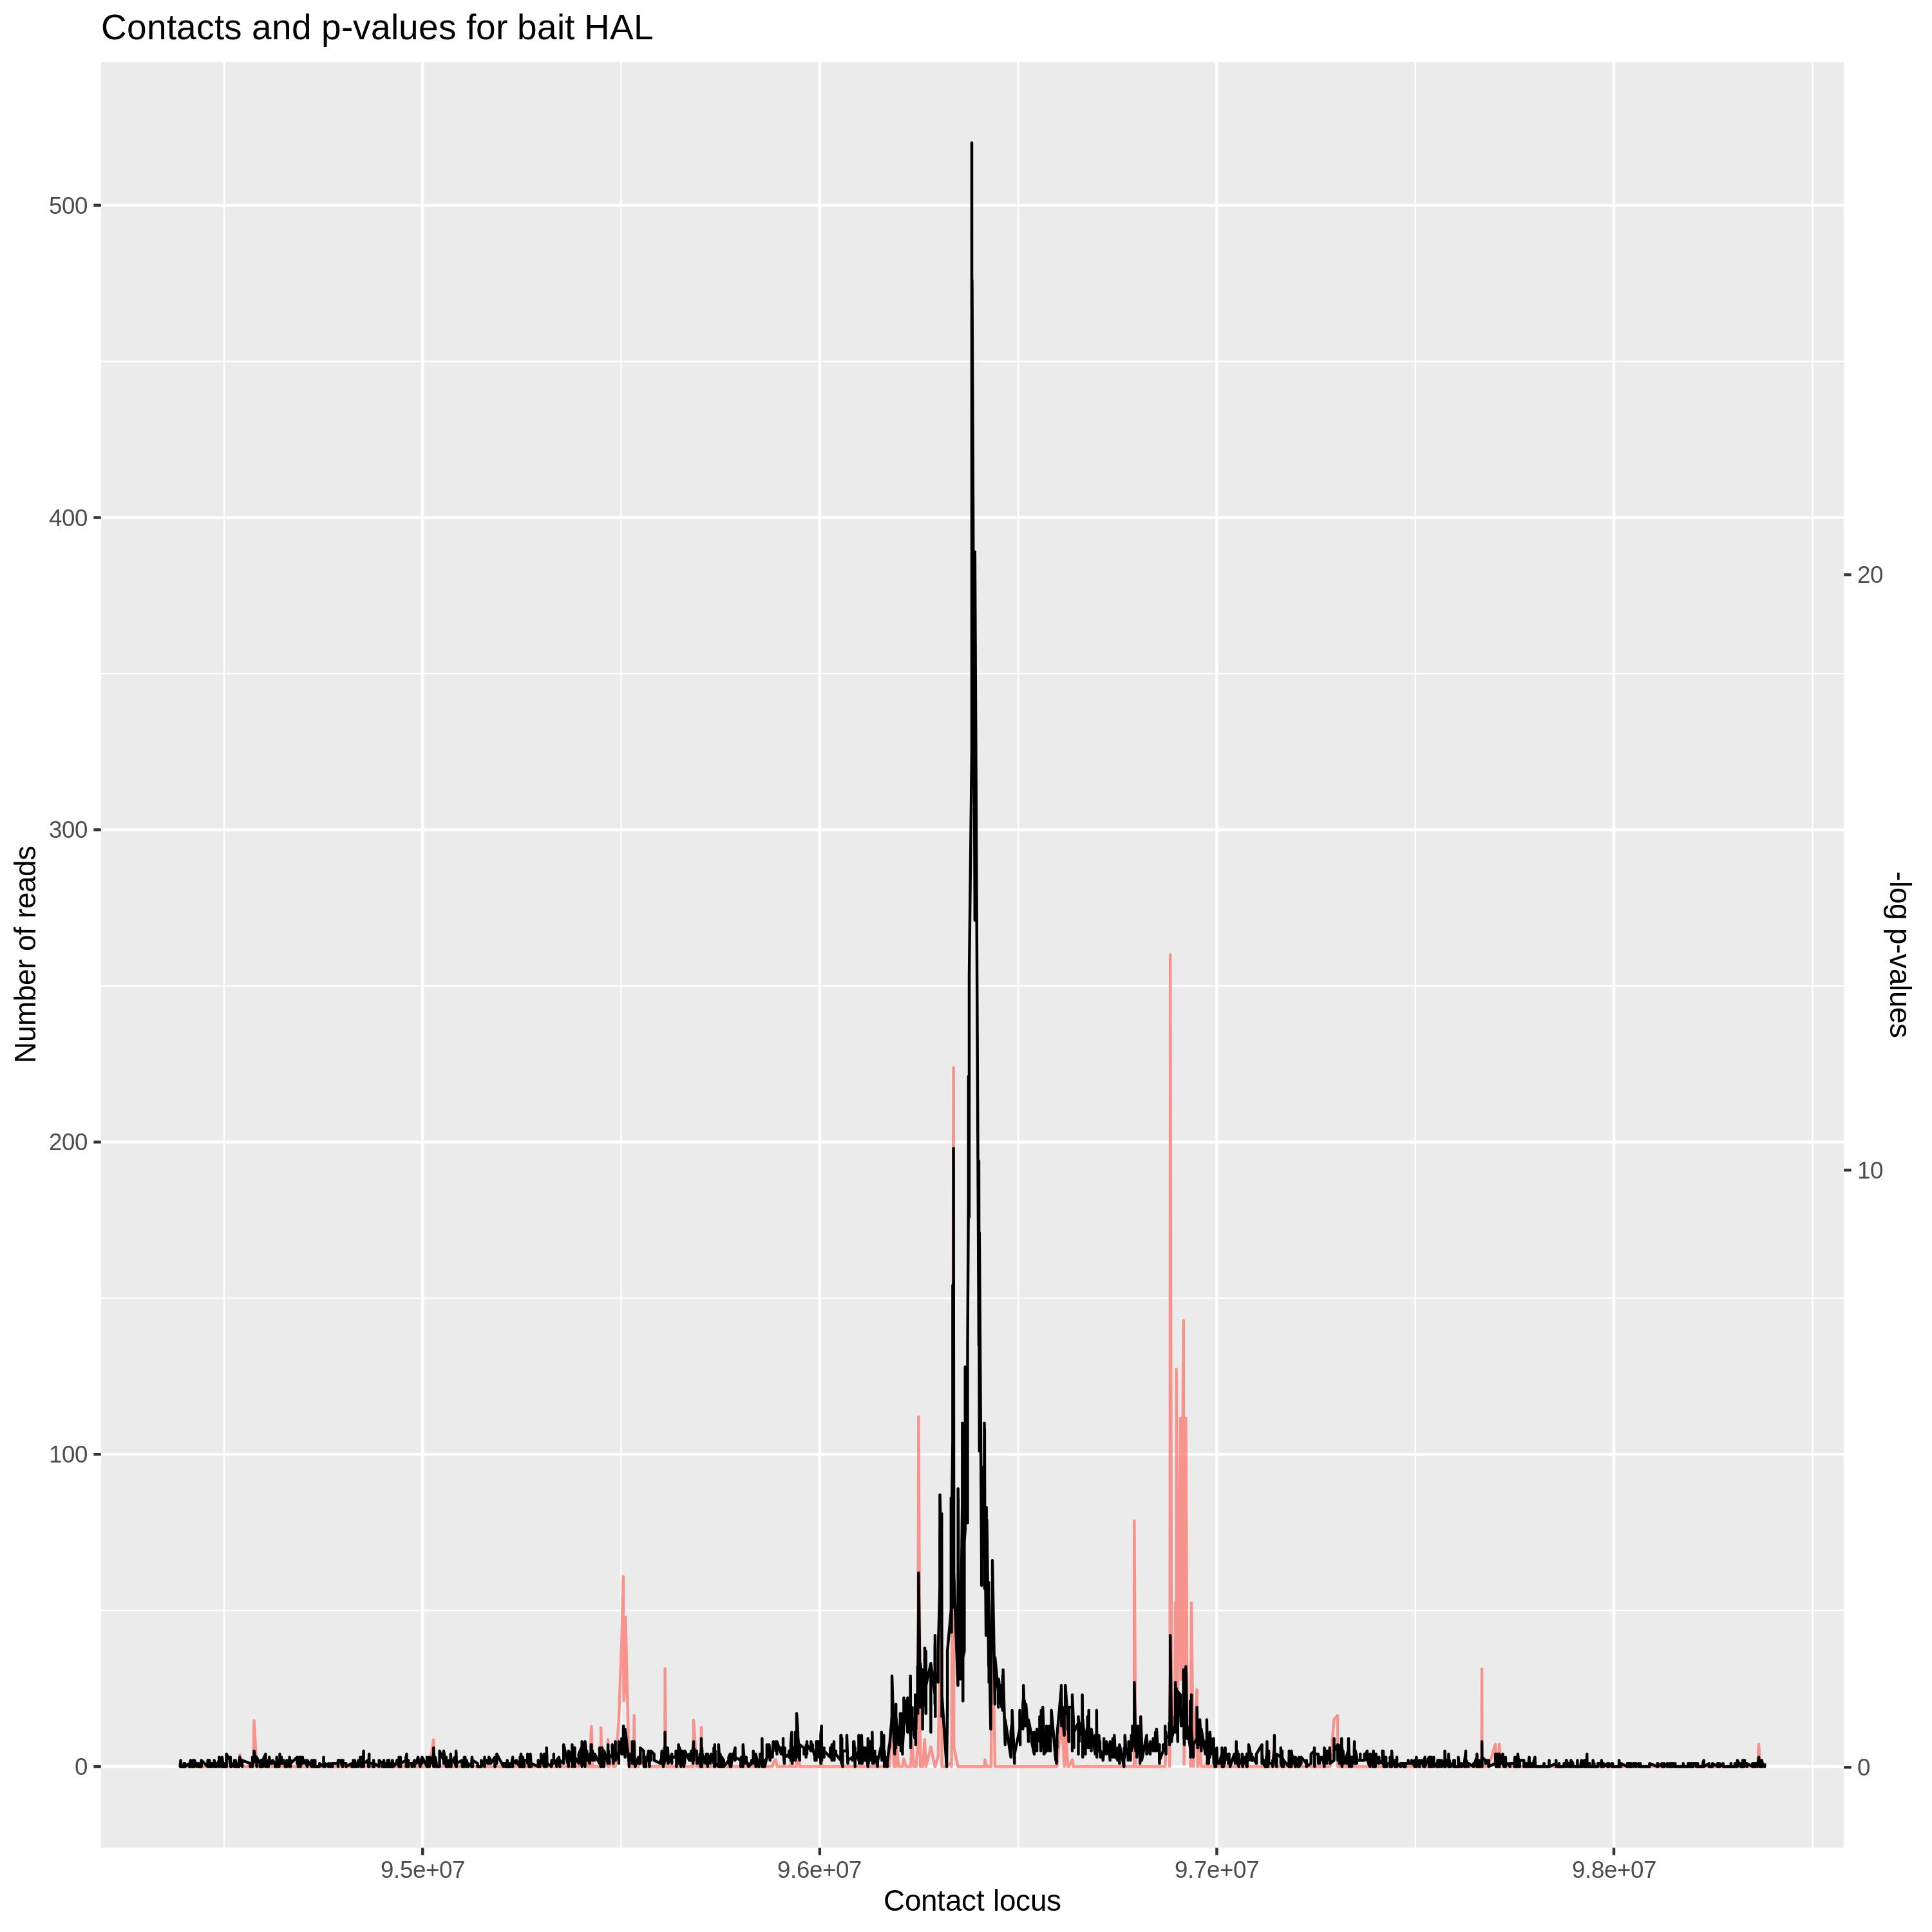 Contacts and p-values for bait HAL
500
400
300
200
100
0
Number of reads
20
10
0
-log p-values
9.5e+07
9.6e+07
9.7e+07
9.8e+07
Contact locus